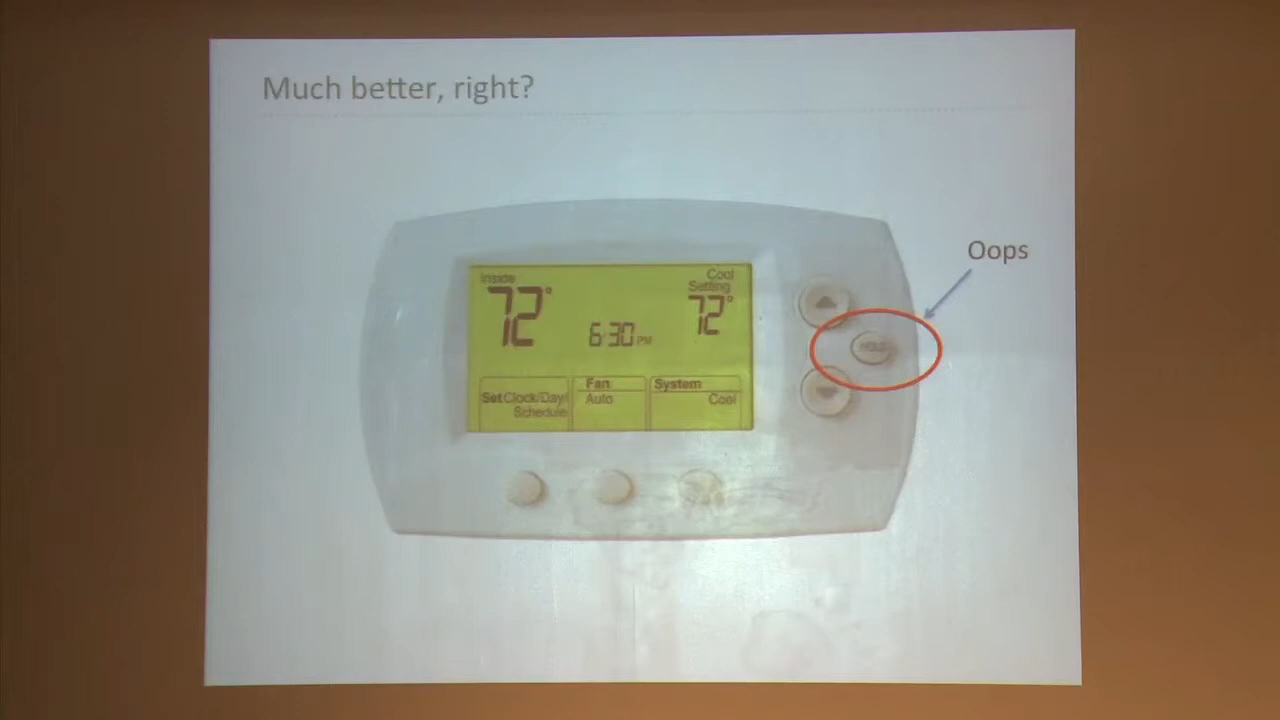 Much better, right?
Oops
Inside
72°
Cool
Setting
72°
6:30 PM
HOLD
Set Clock/Day/
Schedule
Fan
Auto
System
Cool